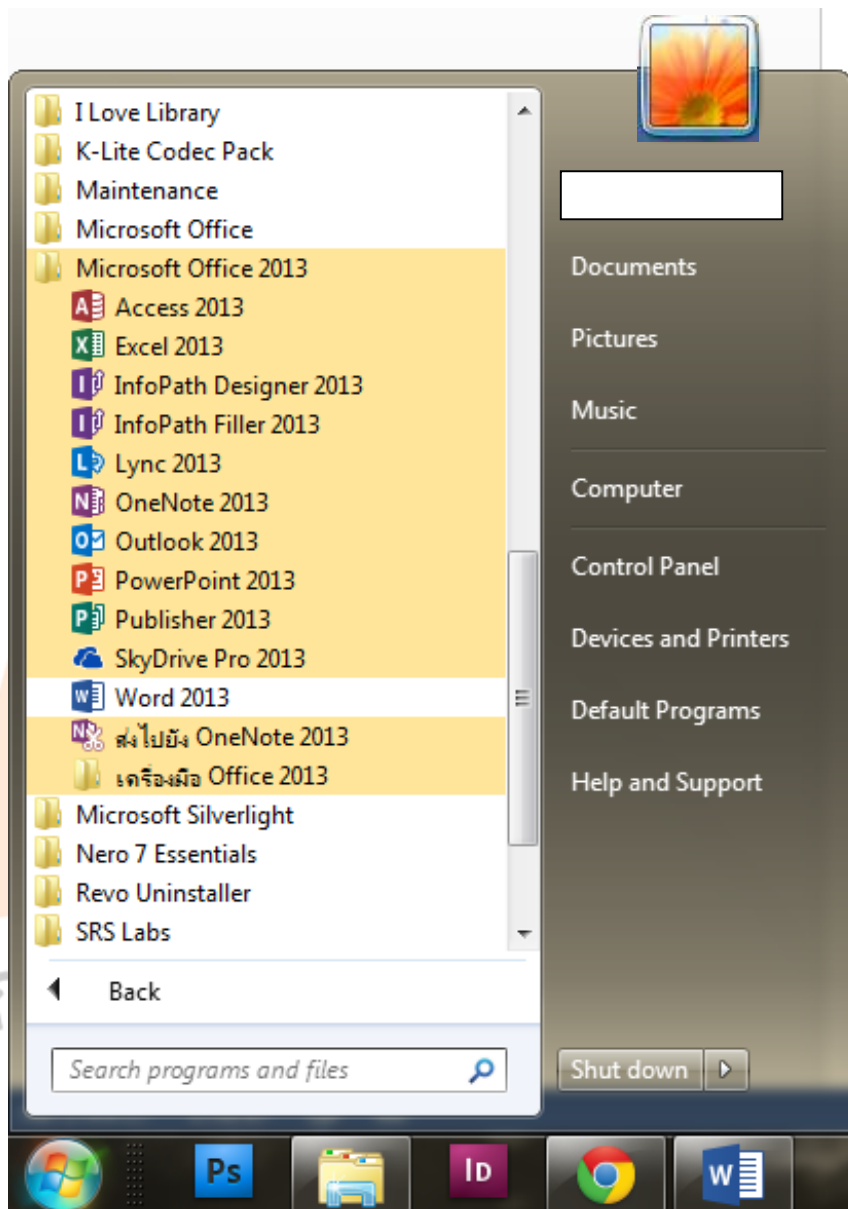 I Love Library
K-Lite Codec Pack
Maintenance
Microsoft Office
Microsoft Office 2013
Access 2013
Excel 2013
InfoPath Designer 2013
InfoPath Filler 2013
Lync 2013
OneNote 2013
Outlook 2013
PowerPoint 2013
Publisher 2013
SkyDrive Pro 2013
Word 2013
ส่งไปยัง OneNote 2013
เครื่องมือ Office 2013
Microsoft Silverlight
Nero 7 Essentials
Revo Uninstaller
SRS Labs
Back
Search programs and files
Documents
Pictures
Music
Computer
Control Panel
Devices and Printers
Default Programs
Help and Support
Shut down
Ps
ID
W